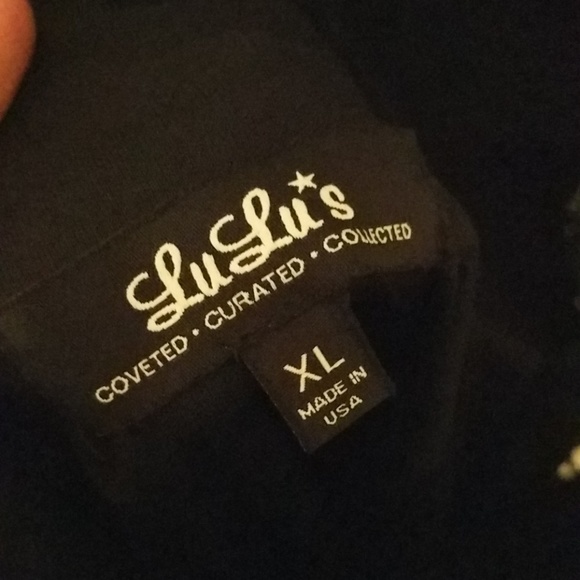 LuLu's
COVETED • CURATED • COLLECTED
XL
MADE IN
USA